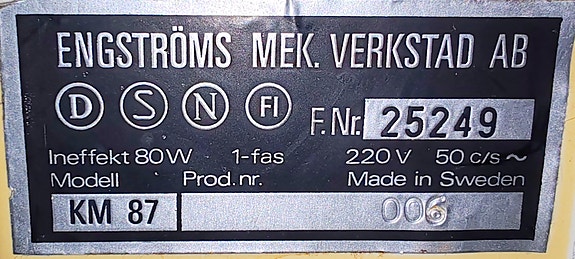 ENGSTRÖMS MEK. VERKSTAD AB
D S N FI F.Nr. 25249
Ineffekt 80W 1-fas 220 V 50 c/s ~
Modell Prod.nr. Made in Sweden
KM 87 006